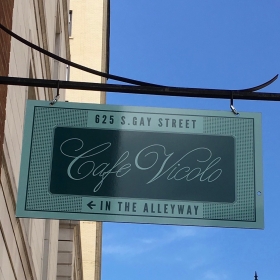 625 S.GAY STREET
Cafe Vicolo
← IN THE ALLEYWAY